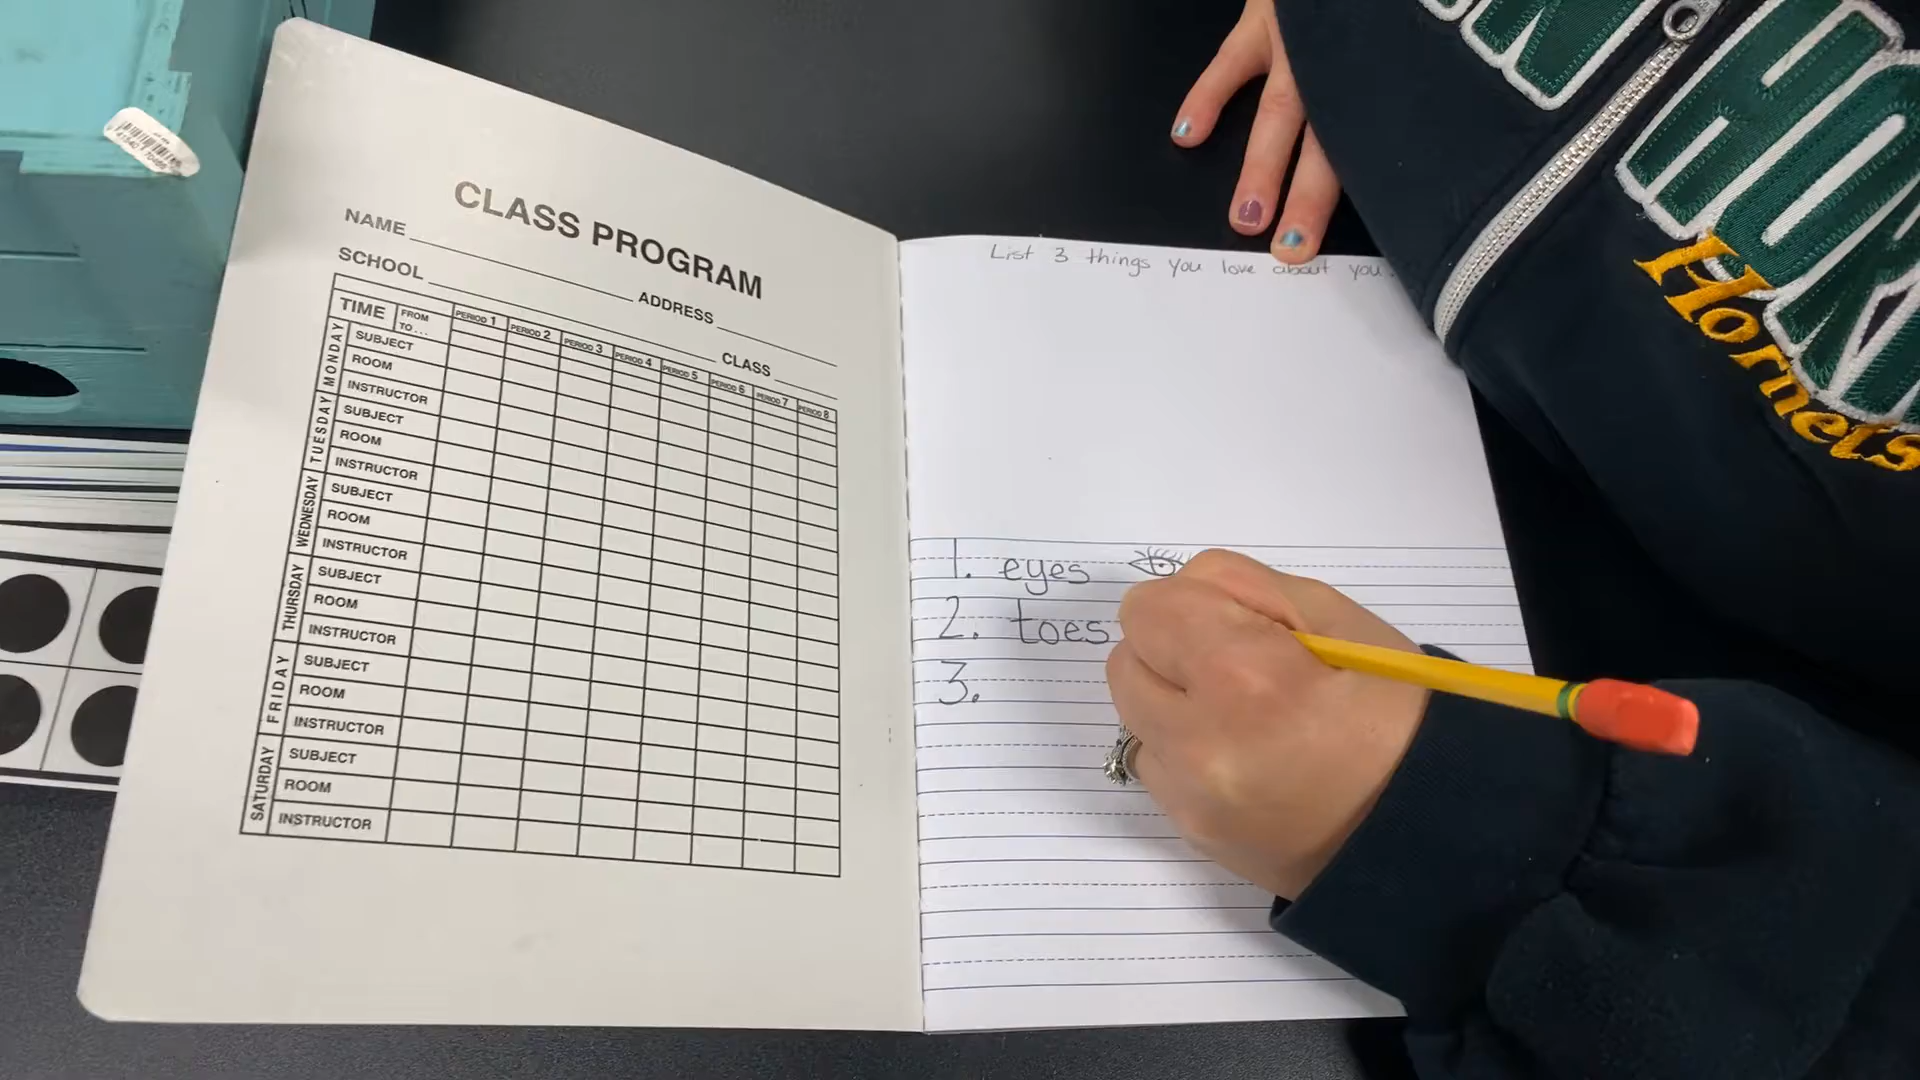 CLASS PROGRAM
NAME
ADDRESS
SCHOOL
CLASS
TIME FROM TO... PERIOD 1 PERIOD 2 PERIOD 3 PERIOD 4 PERIOD 5 PERIOD 6 PERIOD 7 PERIOD 8
MONDAY
SUBJECT
ROOM
INSTRUCTOR
TUESDAY
SUBJECT
ROOM
INSTRUCTOR
WEDNESDAY
SUBJECT
ROOM
INSTRUCTOR
THURSDAY
SUBJECT
ROOM
INSTRUCTOR
FRIDAY
SUBJECT
ROOM
INSTRUCTOR
SATURDAY
SUBJECT
ROOM
INSTRUCTOR
List 3 things you love about you.
1. eyes
2. toes
3.
Hornets